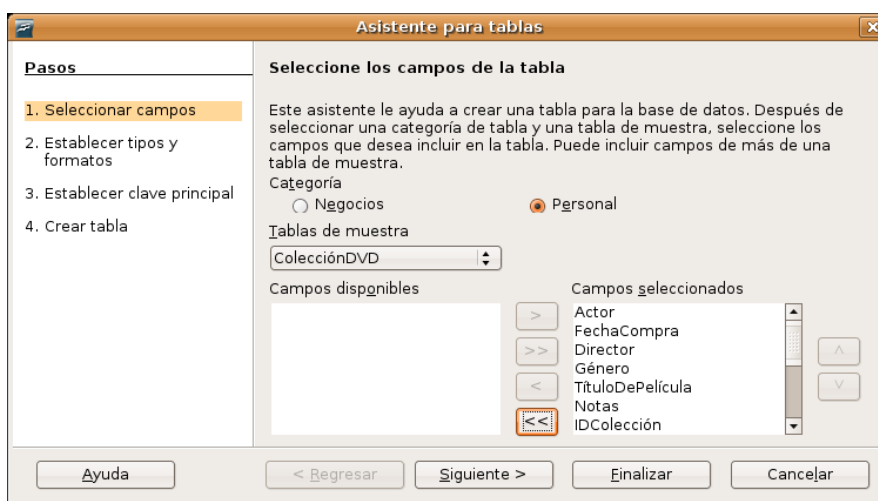 Asistente para tablas
Pasos
1. Seleccionar campos
2. Establecer tipos y
formatos
3. Establecer clave principal
4. Crear tabla
Seleccione los campos de la tabla
Este asistente le ayuda a crear una tabla para la base de datos. Después de
seleccionar una categoría de tabla y una tabla de muestra, seleccione los
campos que desea incluir en la tabla. Puede incluir campos de más de una
tabla de muestra.
Categoría
Negocios
Personal
Tablas de muestra
ColecciónDVD
Campos disponibles
Campos seleccionados
>
>>
<
<<
Actor
FechaCompra
Director
Género
TítuloDePelícula
Notas
IDColección
Ayuda
< Regresar
Siguiente >
Finalizar
Cancelar